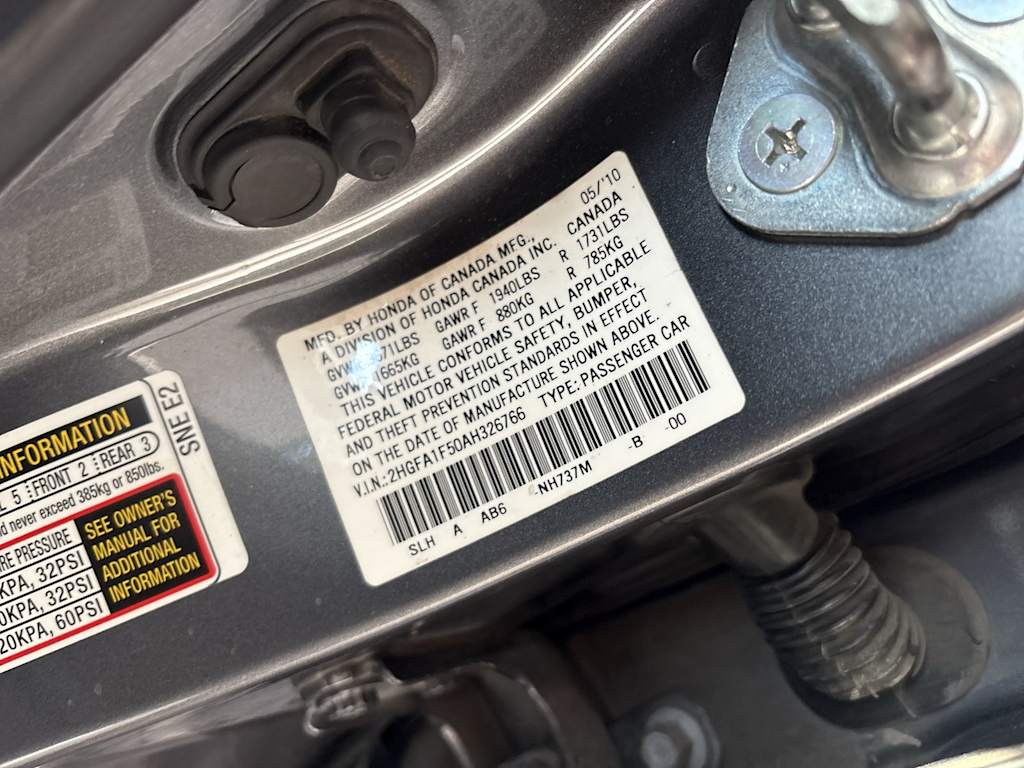 MFD. BY HONDA OF CANADA MFG., 05/'10
A DIVISION OF HONDA CANADA INC. CANADA
GAWR F 1940LBS R 1731LBS
GAWR F 880KG R 785KG
THIS VEHICLE CONFORMS TO ALL APPLICABLE
FEDERAL MOTOR VEHICLE SAFETY, BUMPER,
AND THEFT PREVENTION STANDARDS IN EFFECT
ON THE DATE OF MANUFACTURE SHOWN ABOVE.
V.I.N.:2HGFA1F50AH326766 TYPE:PASSENGER CAR
SLH A AB6 -NH737M -B -00
SNE E2
INFORMATION
5 FRONT 2 REAR 3
never exceed 385kg or 850lbs.
PRESSURE
KPA, 32PSI
KPA, 32PSI
20KPA, 60PSI
SEE OWNER'S
MANUAL FOR
ADDITIONAL
INFORMATION